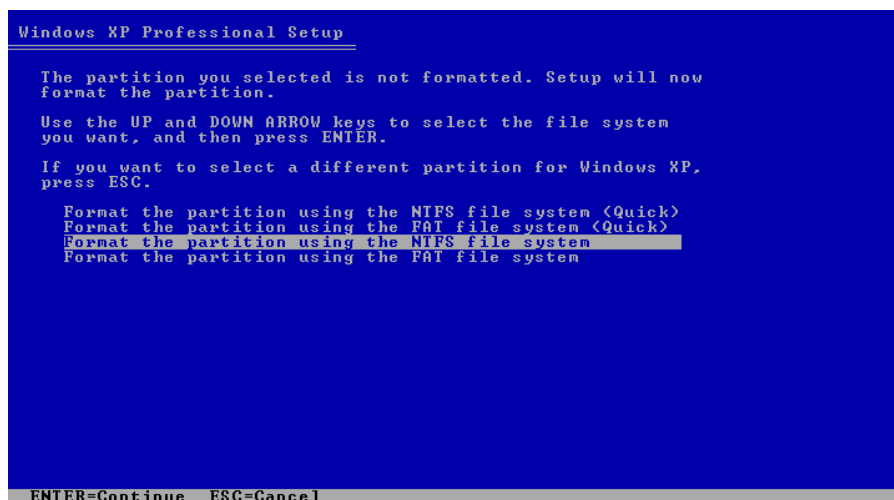 Windows XP Professional Setup
The partition you selected is not formatted. Setup will now
format the partition.
Use the UP and DOWN ARROW keys to select the file system
you want, and then press ENTER.
If you want to select a different partition for Windows XP,
press ESC.
Format the partition using the NTFS file system (Quick)
Format the partition using the FAT file system (Quick)
Format the partition using the NTFS file system
Format the partition using the FAT file system
ENTER=Continue ESC=Cancel